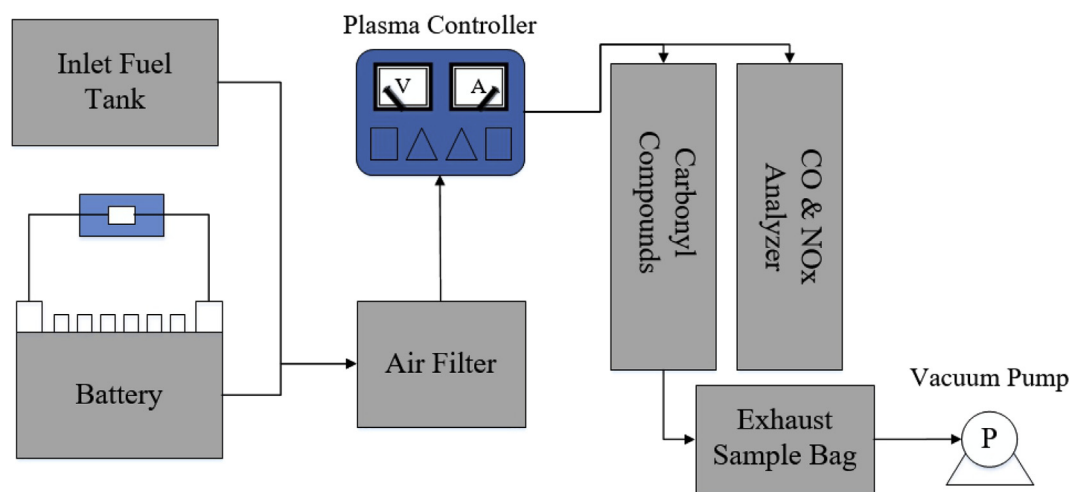 Plasma Controller
Inlet Fuel
Tank
V
A
Carbonyl
Compounds
CO & NOx
Analyzer
Battery
Air Filter
Exhaust
Sample Bag
Vacuum Pump
P